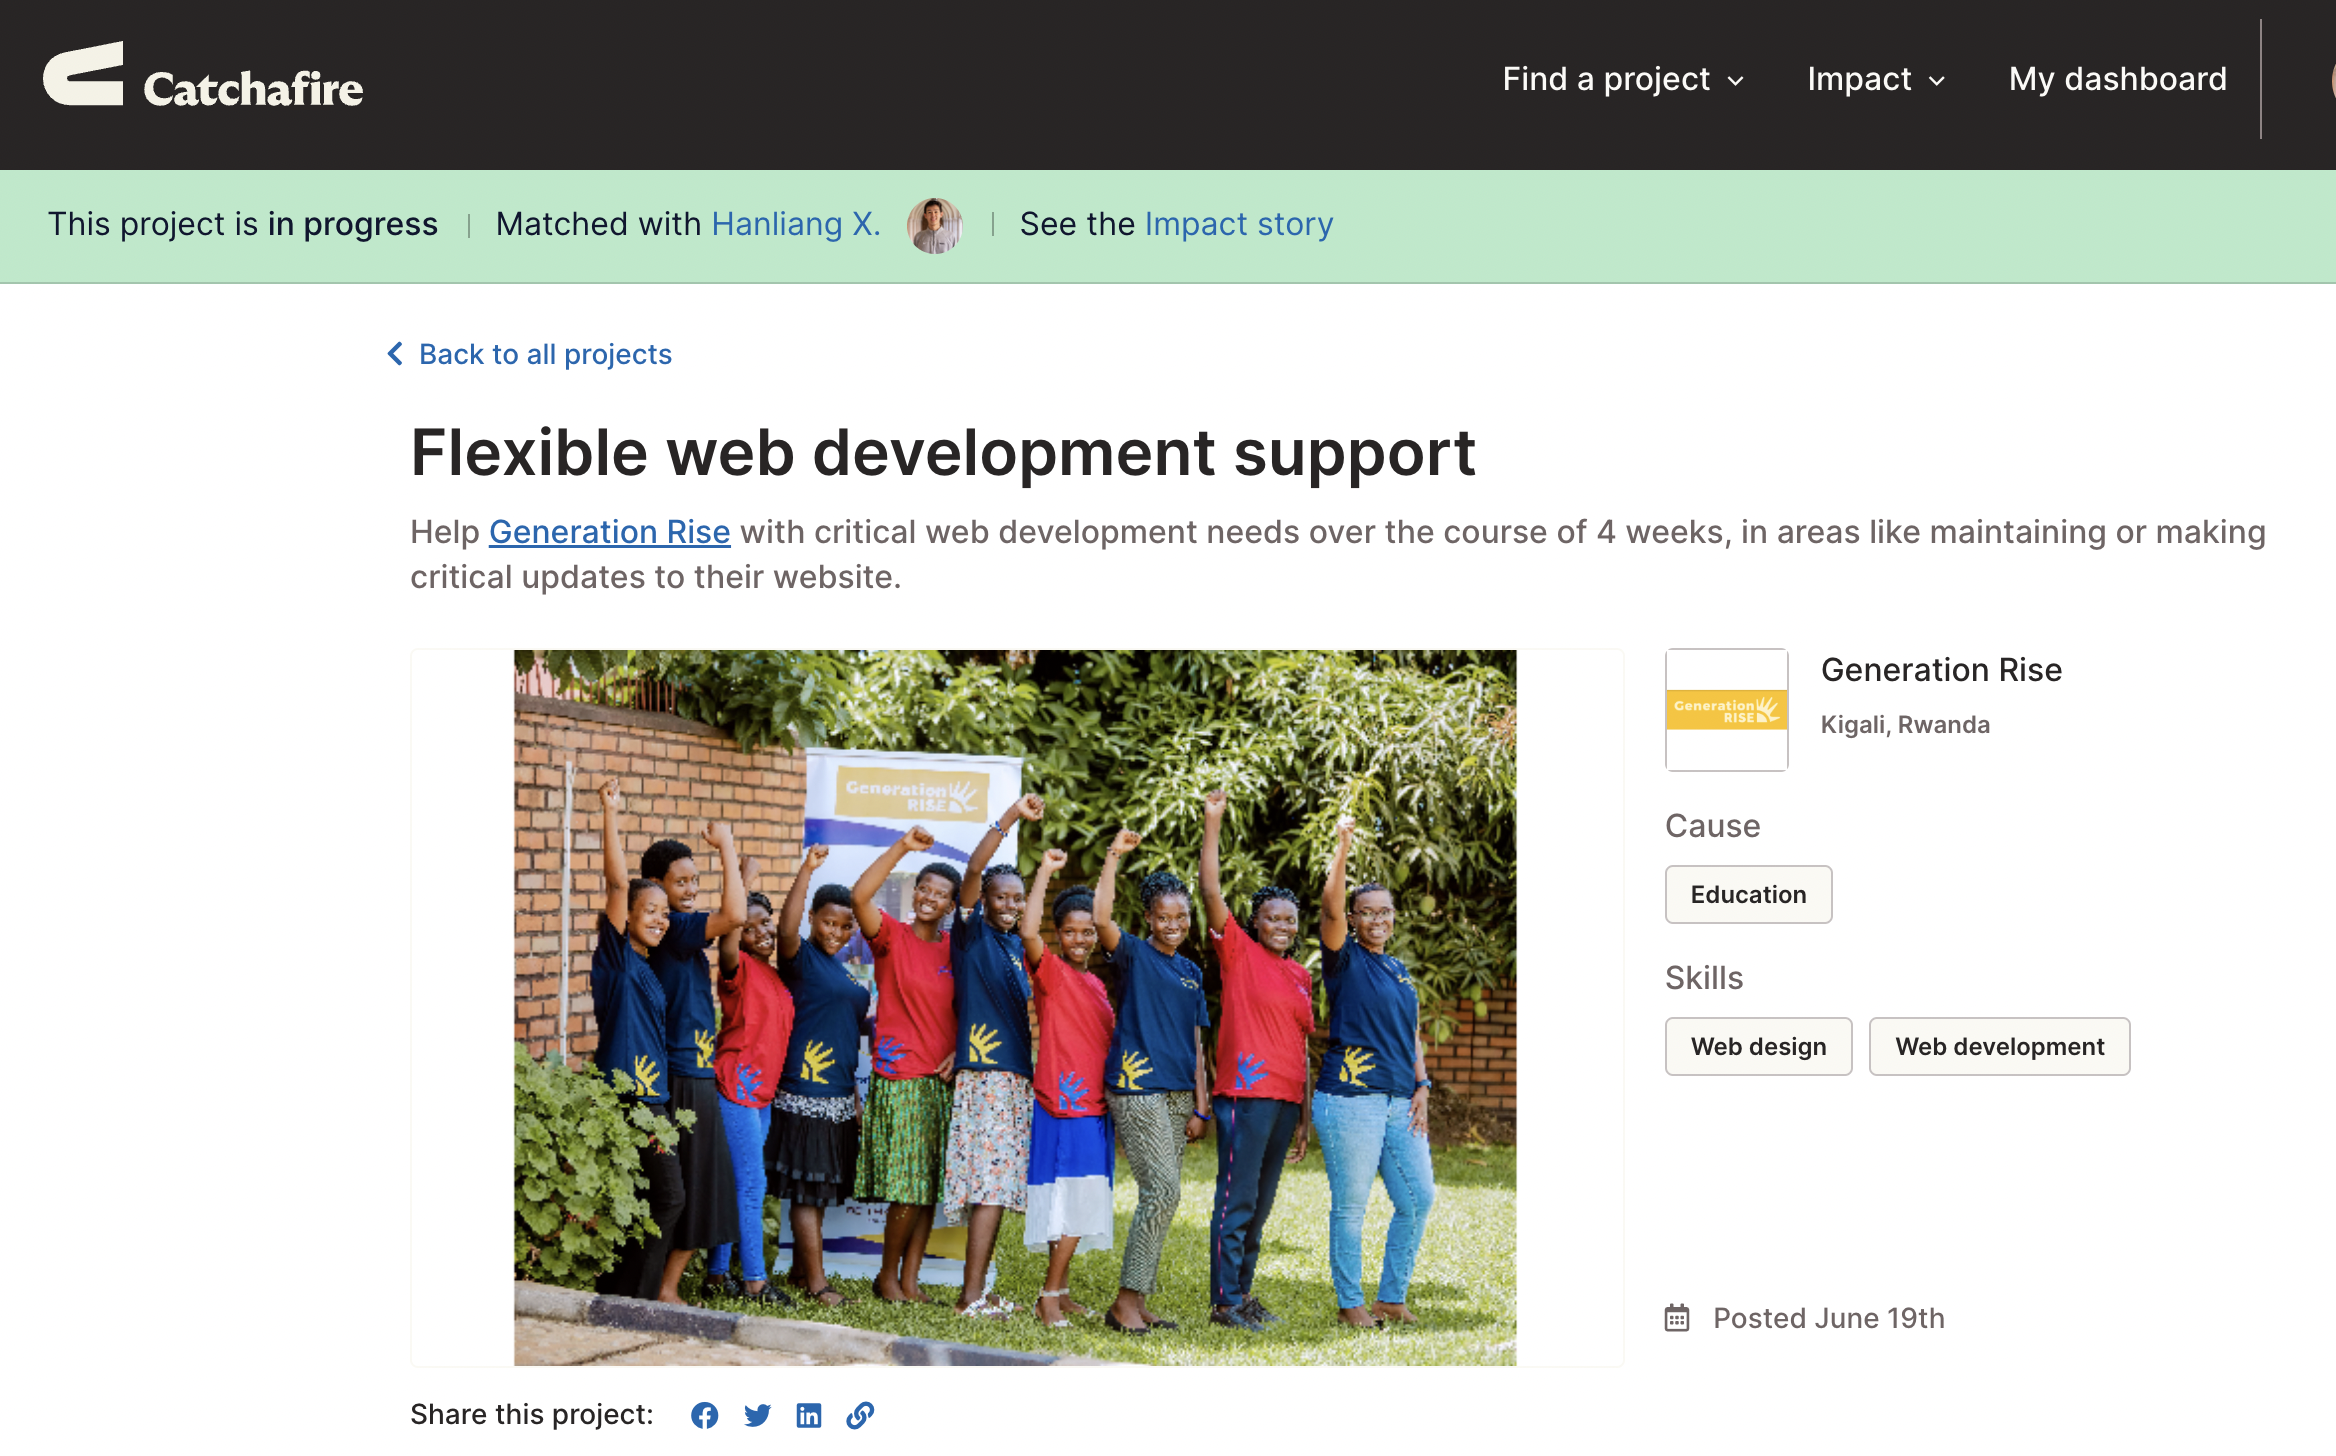 Catchafire
Find a project
Impact
My dashboard
This project is in progress
Matched with Hanliang X.
See the Impact story
Back to all projects
Flexible web development support
Help Generation Rise with critical web development needs over the course of 4 weeks, in areas like maintaining or making
critical updates to their website.
Generation
RISE
Generation
RISE
Generation Rise
Kigali, Rwanda
Cause
Education
Skills
Web design
Web development
Posted June 19th
Share this project: